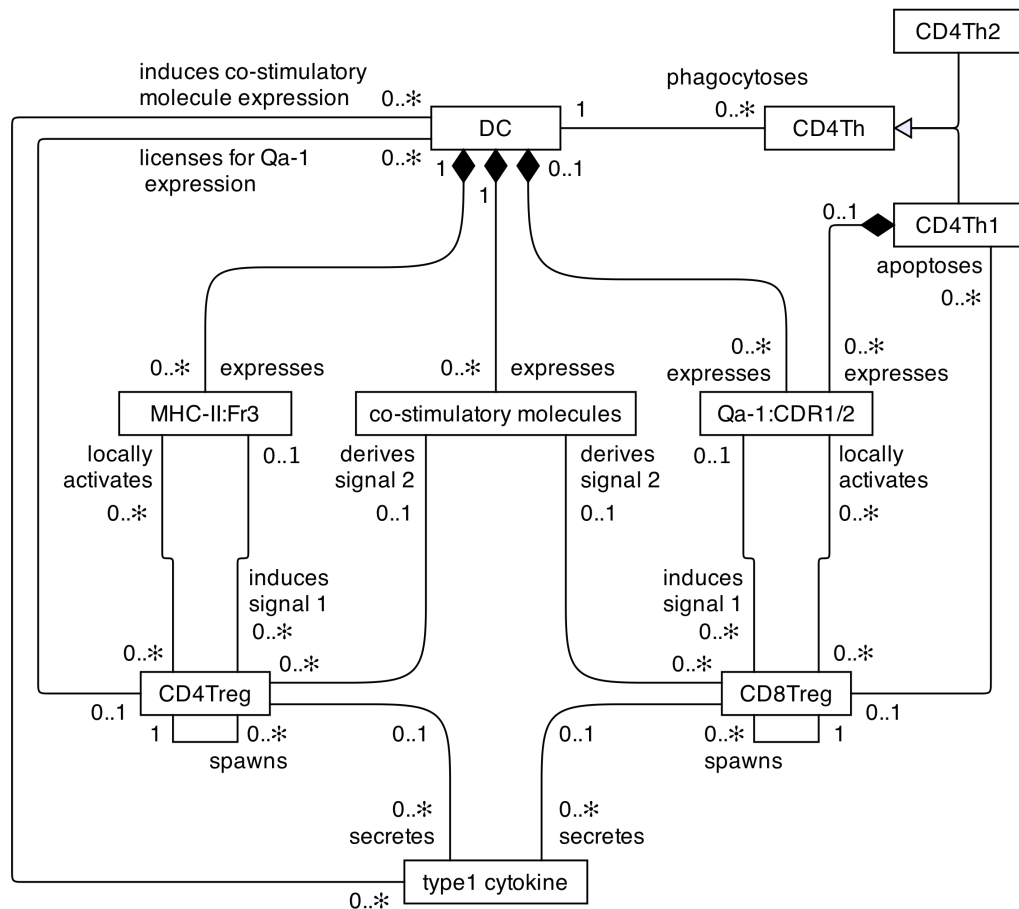 CD4Th2
induces co-stimulatory
molecule expression
0..*
phagocytoses
1
0..*
DC
CD4Th
licenses for Qa-1
expression
0..*
1
1
0..1
0..1
CD4Th1
apoptoses
0..*
0..*
expresses
0..*
expresses
0..*
expresses
0..*
expresses
MHC-II:Fr3
co-stimulatory molecules
Qa-1:CDR1/2
locally
activates
0..*
0..1
derives
signal 2
0..1
derives
signal 2
0..1
0..1
locally
activates
0..*
induces
signal 1
0..*
induces
signal 1
0..*
0..*
0..*
0..*
0..*
CD4Treg
CD8Treg
0..1
1
0..*
spawns
0..1
0..1
0..*
1
spawns
0..1
0..*
secretes
0..*
secretes
type1 cytokine
0..*